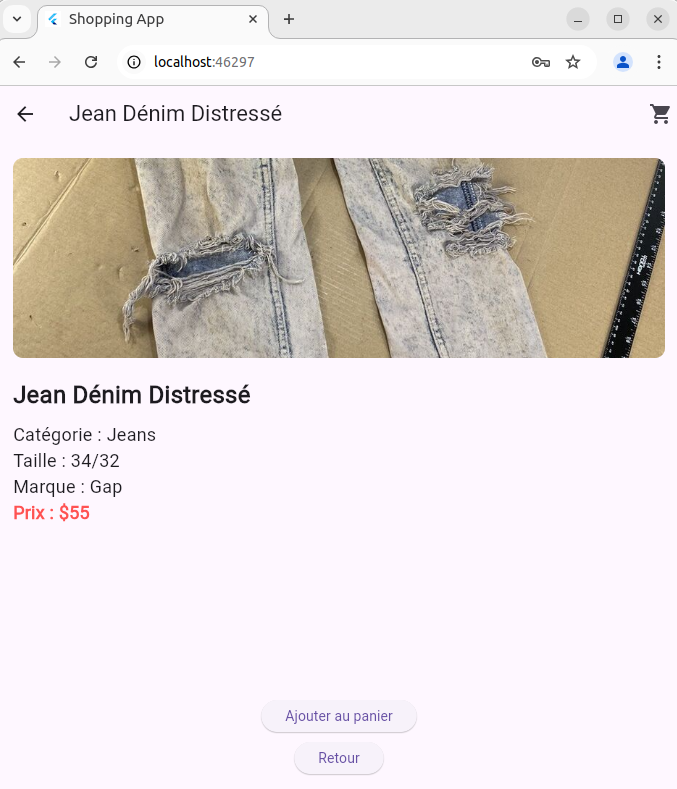 Shopping App
localhost:46297
Jean Dénim Distressé
Jean Dénim Distressé
Catégorie : Jeans
Taille : 34/32
Marque : Gap
Prix : $55
Ajouter au panier
Retour